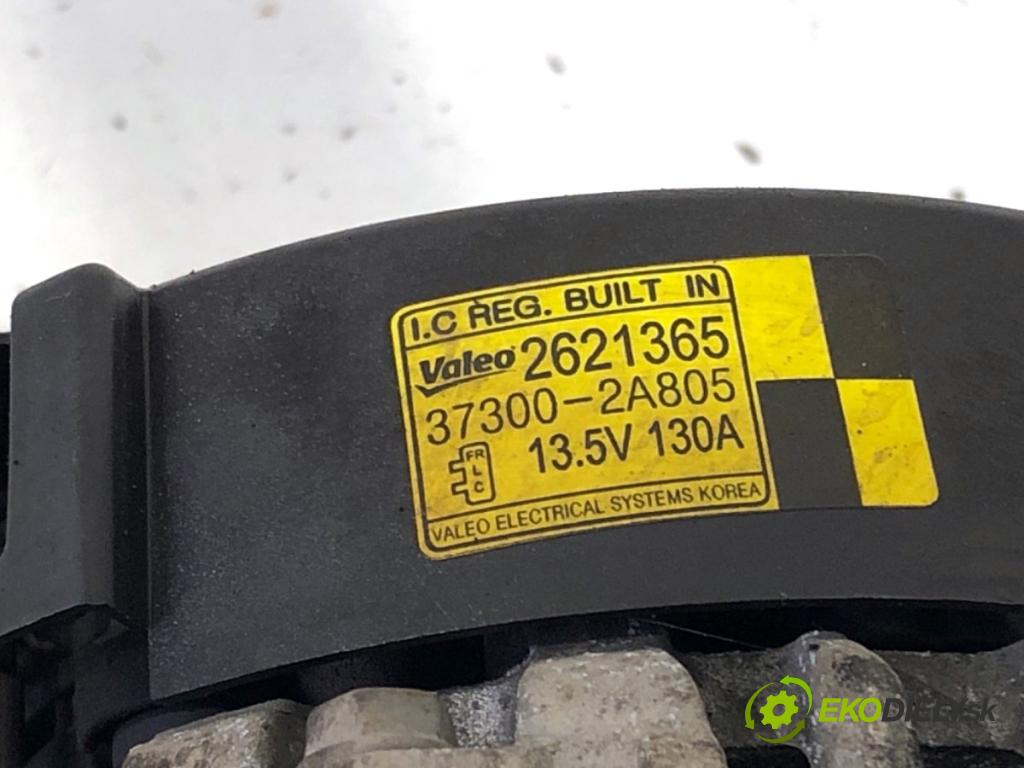 I.C REG. BUILT IN
Valeo 2621365
37300-2A805
FR
L
C
13.5V 130A
VALEO ELECTRICAL SYSTEMS KOREA
EKODIELY.sk